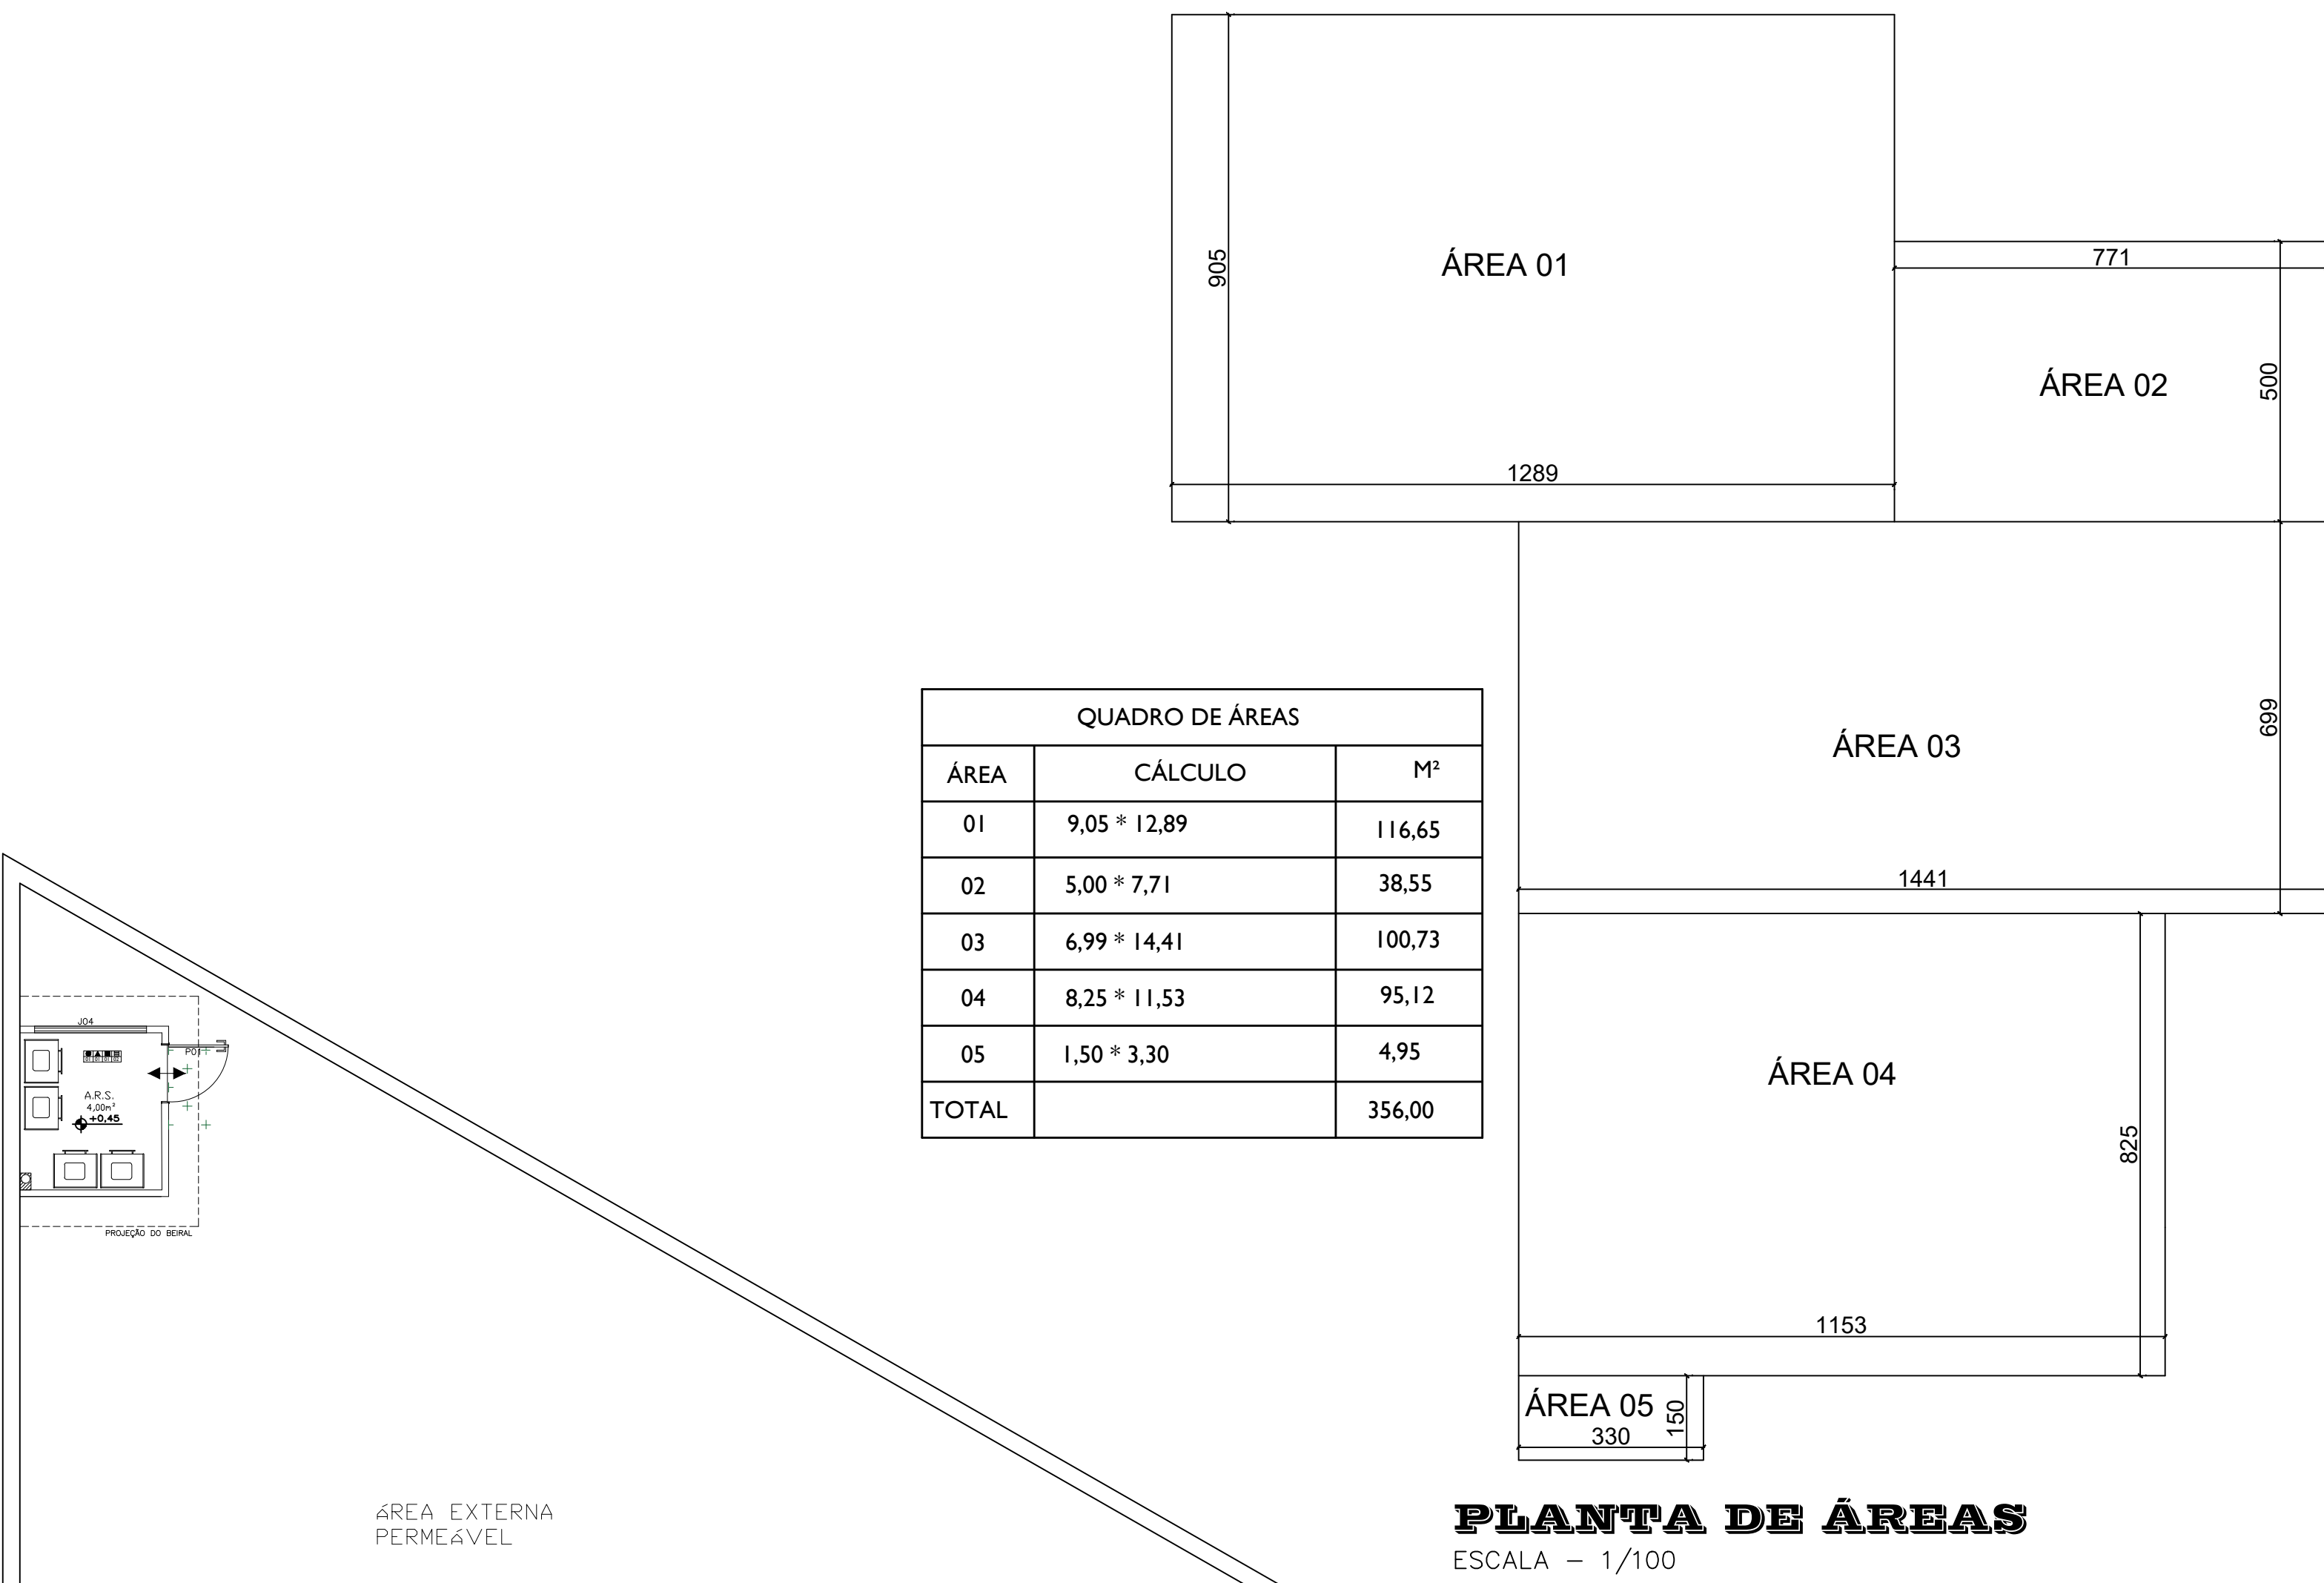 ÁREA 01
905
1289
771
ÁREA 02
500
ÁREA 03
699
1441
ÁREA 04
825
1153
ÁREA 05
150
330
QUADRO DE ÁREAS
ÁREA CÁLCULO M²
01 9,05 * 12,89 116,65
02 5,00 * 7,71 38,55
03 6,99 * 14,41 100,73
04 8,25 * 11,53 95,12
05 1,50 * 3,30 4,95
TOTAL 356,00
J04
P01
A.R.S.
4,00m²
+0,45
PROJEÇÃO DO BEIRAL
ÁREA EXTERNA
PERMEÁVEL
PLANTA DE ÁREAS
ESCALA - 1/100